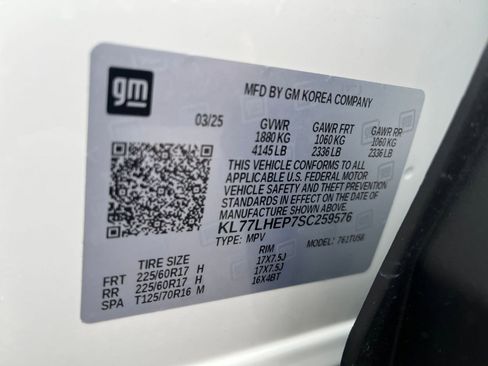 gm
MFD BY GM KOREA COMPANY
03/25 GVWR GAWR FRT GAWR RR
1880 KG 1060 KG 1060 KG
4145 LB 2336 LB 2336 LB
THIS VEHICLE CONFORMS TO ALL
APPLICABLE U.S. FEDERAL MOTOR
VEHICLE SAFETY AND THEFT PREVENTION
STANDARDS IN EFFECT ON THE DATE OF
MANUFACTURE SHOWN ABOVE.
KL77LHEP7SC259576
TYPE: MPV MODEL: 761TUS6
TIRE SIZE RIM
FRT 225/60R17 H 17X7.5J
RR 225/60R17 H 17X7.5J
SPA T125/70R16 M 16X4BT